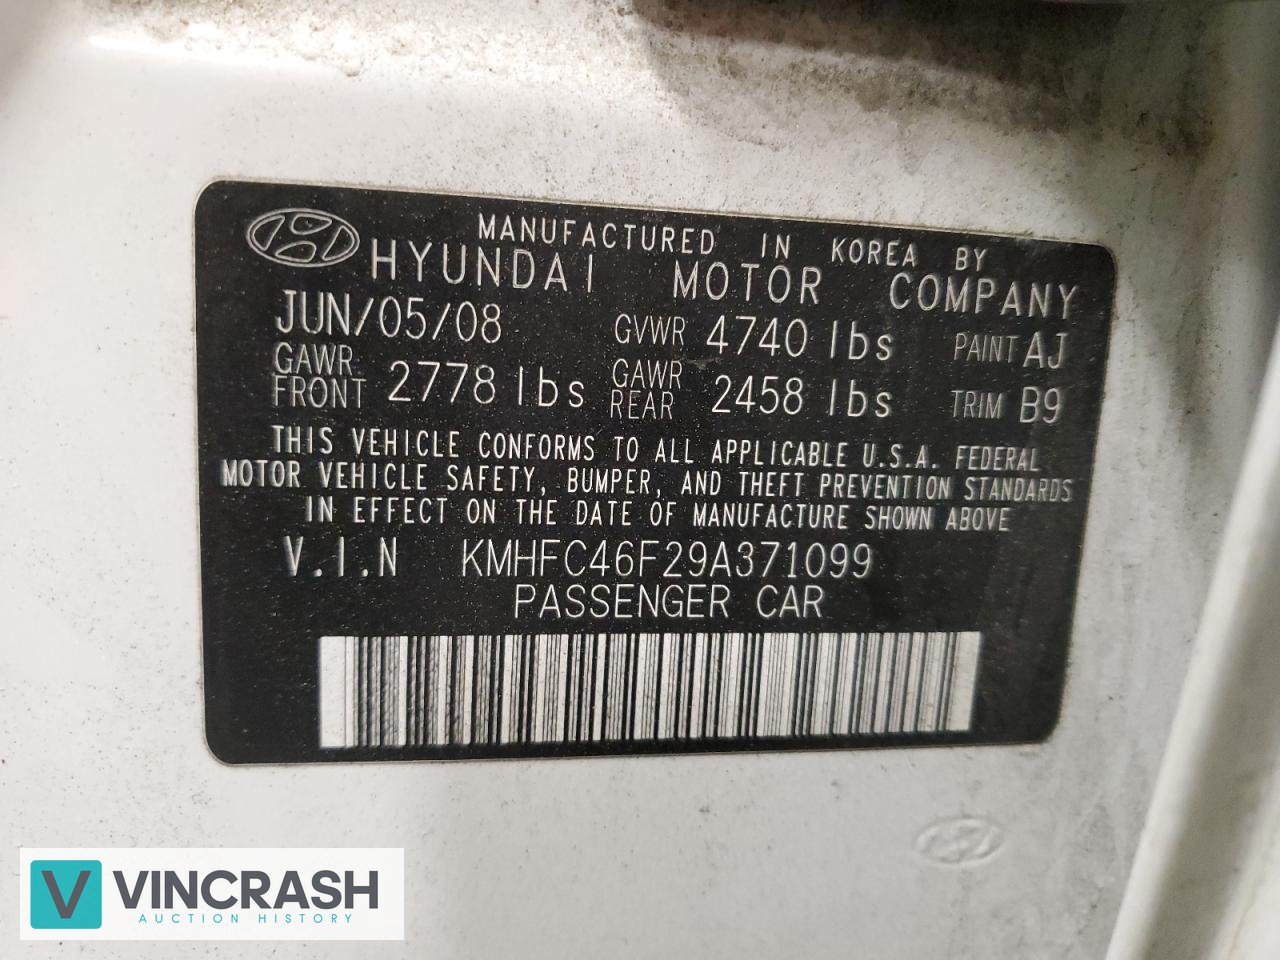 MANUFACTURED IN KOREA BY
HYUNDAI MOTOR COMPANY
JUN/05/08 GVWR 4740 lbs PAINT AJ
GAWR FRONT 2778 lbs GAWR REAR 2458 lbs TRIM B9
THIS VEHICLE CONFORMS TO ALL APPLICABLE U.S.A. FEDERAL
MOTOR VEHICLE SAFETY, BUMPER, AND THEFT PREVENTION STANDARDS
IN EFFECT ON THE DATE OF MANUFACTURE SHOWN ABOVE
V.I.N KMHFC46F29A371099
PASSENGER CAR
V VINCRASH
AUCTION HISTORY